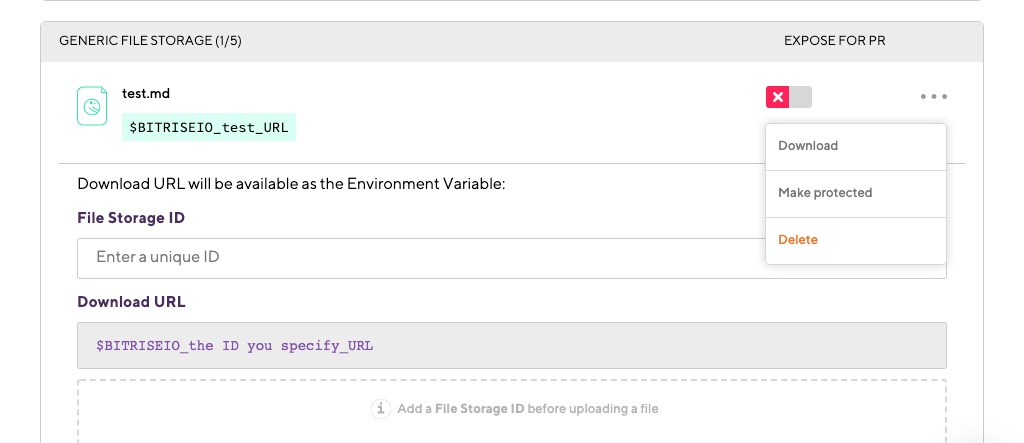 GENERIC FILE STORAGE (1/5)
EXPOSE FOR PR
test.md
$BITRISEIO_test_URL
Download
Make protected
Delete
Download URL will be available as the Environment Variable:
File Storage ID
Enter a unique ID
Download URL
$BITRISEIO_the ID you specify_URL
Add a File Storage ID before uploading a file